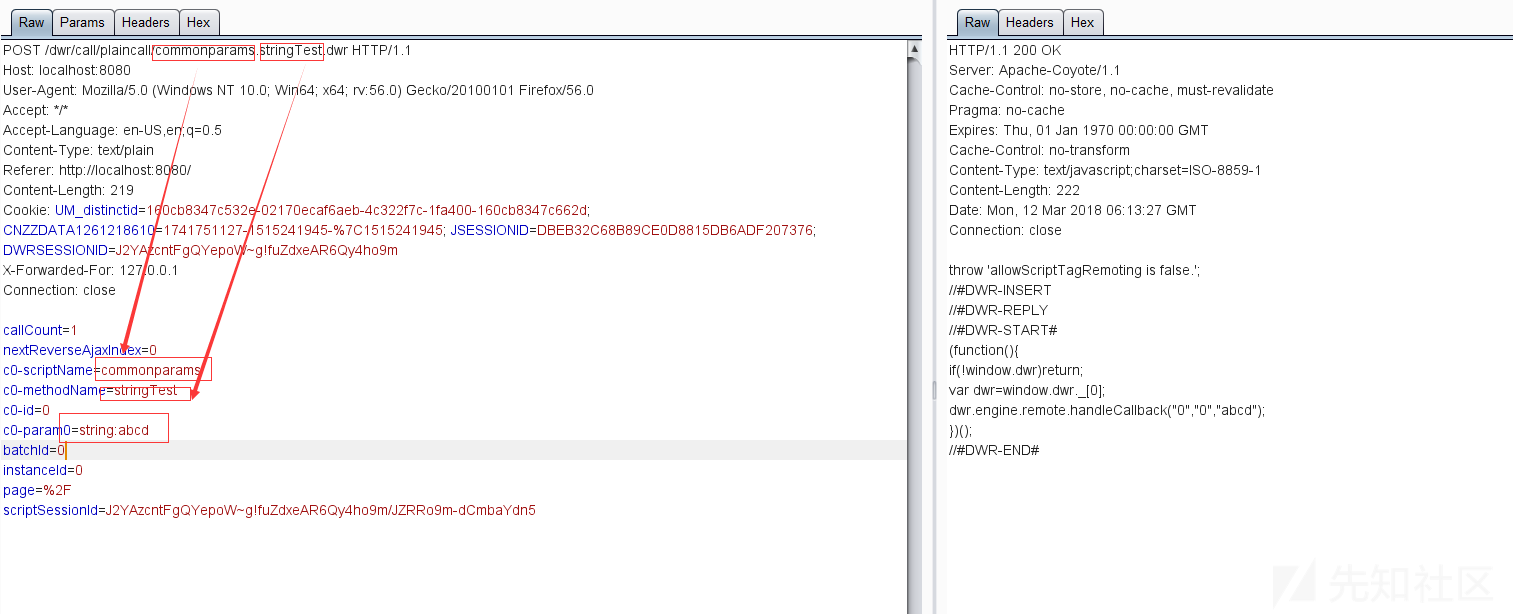 Raw Params Headers Hex
POST /dwr/call/plaincall/commonparams.stringTest.dwr HTTP/1.1
Host: localhost:8080
User-Agent: Mozilla/5.0 (Windows NT 10.0; Win64; x64; rv:56.0) Gecko/20100101 Firefox/56.0
Accept: */*
Accept-Language: en-US,en;q=0.5
Content-Type: text/plain
Referer: http://localhost:8080/
Content-Length: 219
Cookie: UM_distinctid=160cb8347c532e-02170ecaf6aeb-4c322f7c-1fa400-160cb8347c662d;
CNZZDATA1261218610=1741751127-1515241945-%7C1515241945; JSESSIONID=DBEB32C68B89CE0D8815DB6ADF207376;
DWRSESSIONID=J2YAzcntFgQYepoW~g!fuZdxeAR6Qy4ho9m
X-Forwarded-For: 127.0.0.1
Connection: close
callCount=1
nextReverseAjaxIndex=0
c0-scriptName=commonparams
c0-methodName=stringTest
c0-id=0
c0-param0=string:abcd
batchId=0
instanceId=0
page=%2F
scriptSessionId=J2YAzcntFgQYepoW~g!fuZdxeAR6Qy4ho9m/JZRRo9m-dCmbaYdn5
Raw Headers Hex
HTTP/1.1 200 OK
Server: Apache-Coyote/1.1
Cache-Control: no-store, no-cache, must-revalidate
Pragma: no-cache
Expires: Thu, 01 Jan 1970 00:00:00 GMT
Cache-Control: no-transform
Content-Type: text/javascript;charset=ISO-8859-1
Content-Length: 222
Date: Mon, 12 Mar 2018 06:13:27 GMT
Connection: close
throw 'allowScriptTagRemoting is false.';
//#DWR-INSERT
//#DWR-REPLY
//#DWR-START#
(function(){
if(!window.dwr)return;
var dwr=window.dwr._[0];
dwr.engine.remote.handleCallback("0","0","abcd");
})();
//#DWR-END#
先知社区